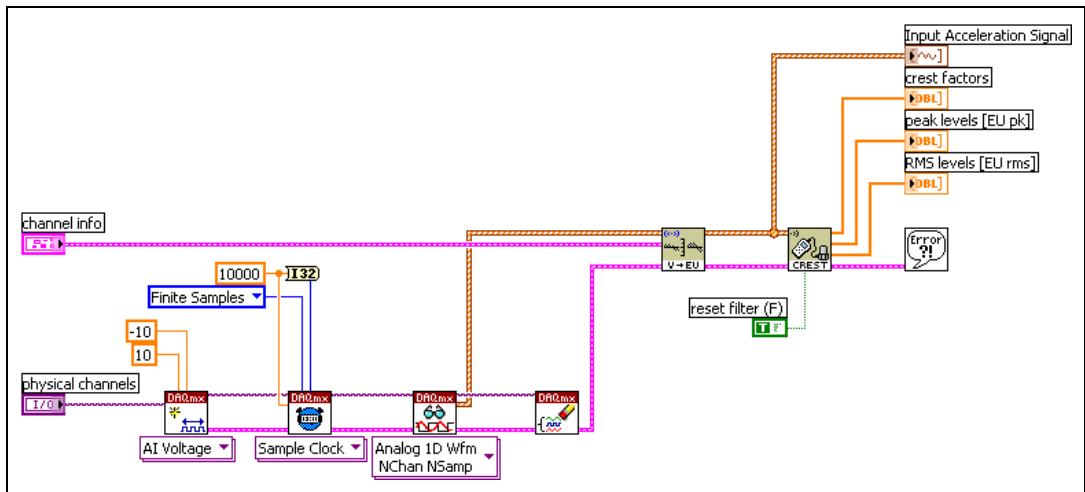 Input Acceleration Signal
crest factors
DBL]
peak levels [EU pk]
DBL]
RMS levels [EU rms]
DBL]
channel info
V→EU
CREST
Error
?!
10000
I32
Finite Samples
reset filter (F)
T F
-10
10
physical channels
I/O
DAQmx
DAQmx
DAQmx
DAQmx
AI Voltage
Sample Clock
Analog 1D Wfm
NChan NSamp